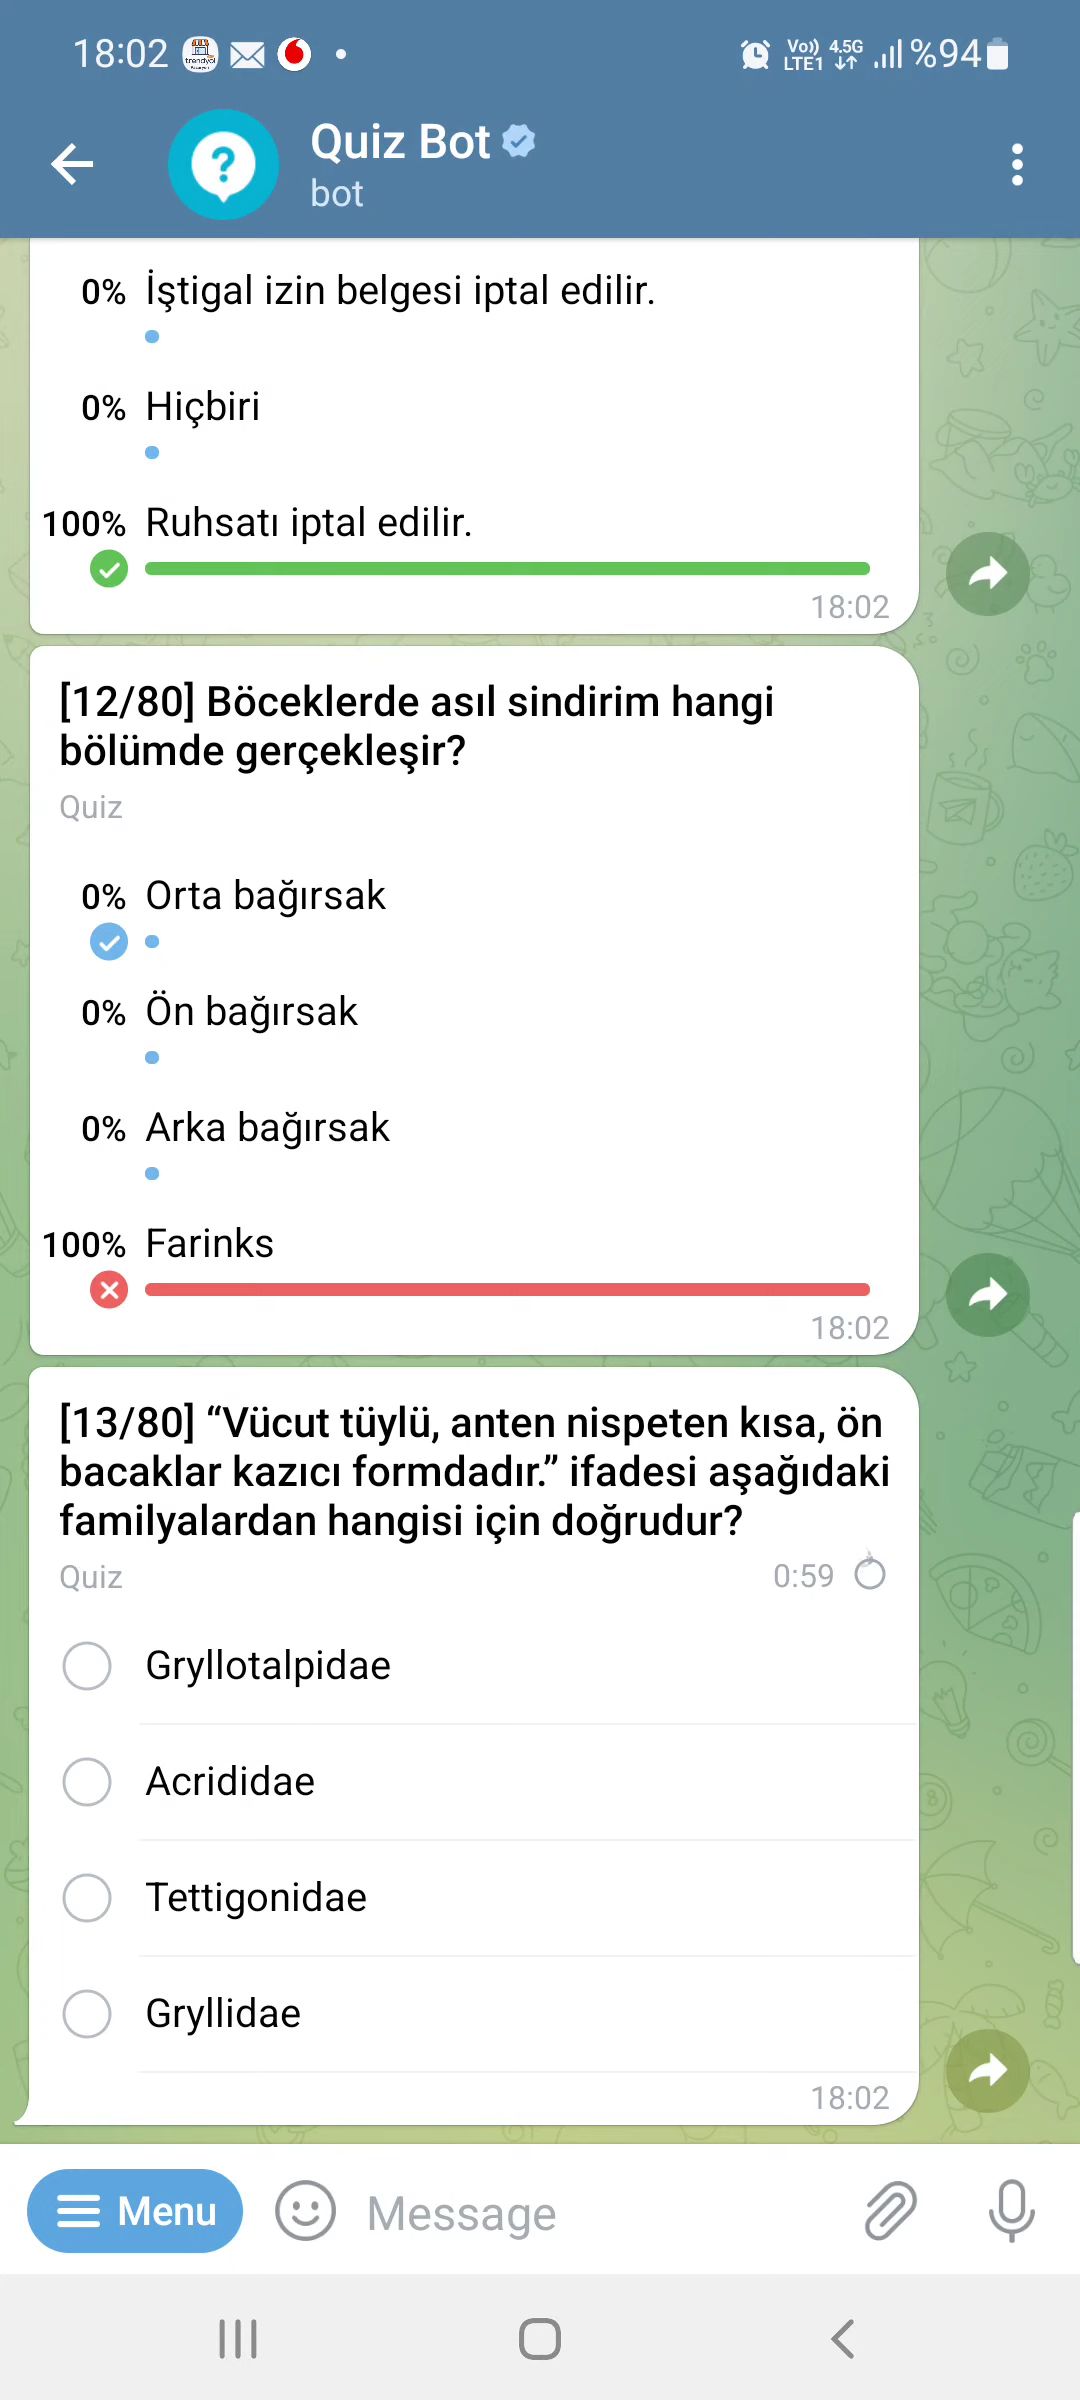 18:02
trendyol
Vo)) 4.5G
LTE1
%94
Quiz Bot
bot
0% İştigal izin belgesi iptal edilir.
0% Hiçbiri
100% Ruhsatı iptal edilir.
18:02
[12/80] Böceklerde asıl sindirim hangi
bölümde gerçekleşir?
Quiz
0% Orta bağırsak
0% Ön bağırsak
0% Arka bağırsak
100% Farinks
18:02
[13/80] “Vücut tüylü, anten nispeten kısa, ön
bacaklar kazıcı formdadır.” ifadesi aşağıdaki
familyalardan hangisi için doğrudur?
Quiz
0:59
Gryllotalpidae
Acrididae
Tettigonidae
Gryllidae
18:02
Menu
Message